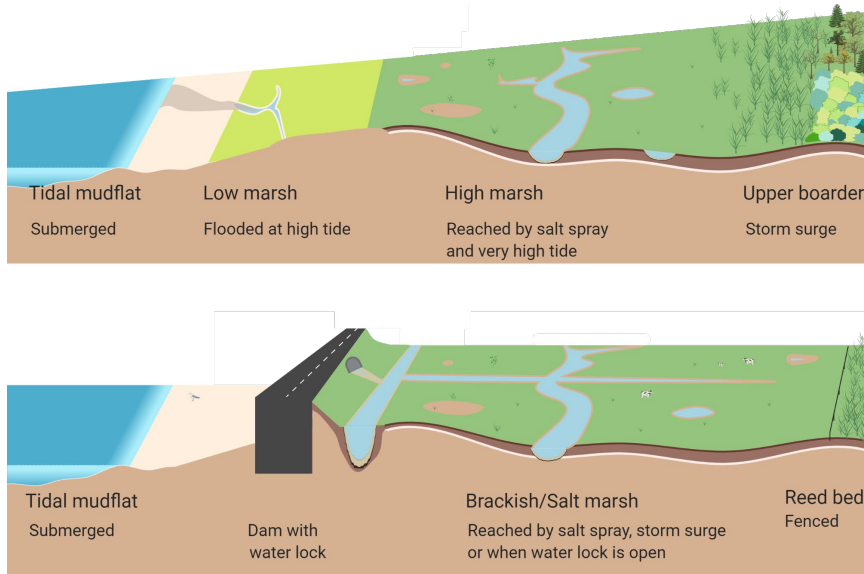 Tidal mudflat
Submerged
Low marsh
Flooded at high tide
High marsh
Reached by salt spray
and very high tide
Upper boarder
Storm surge
Tidal mudflat
Submerged
Dam with
water lock
Brackish/Salt marsh
Reached by salt spray, storm surge
or when water lock is open
Reed bed
Fenced